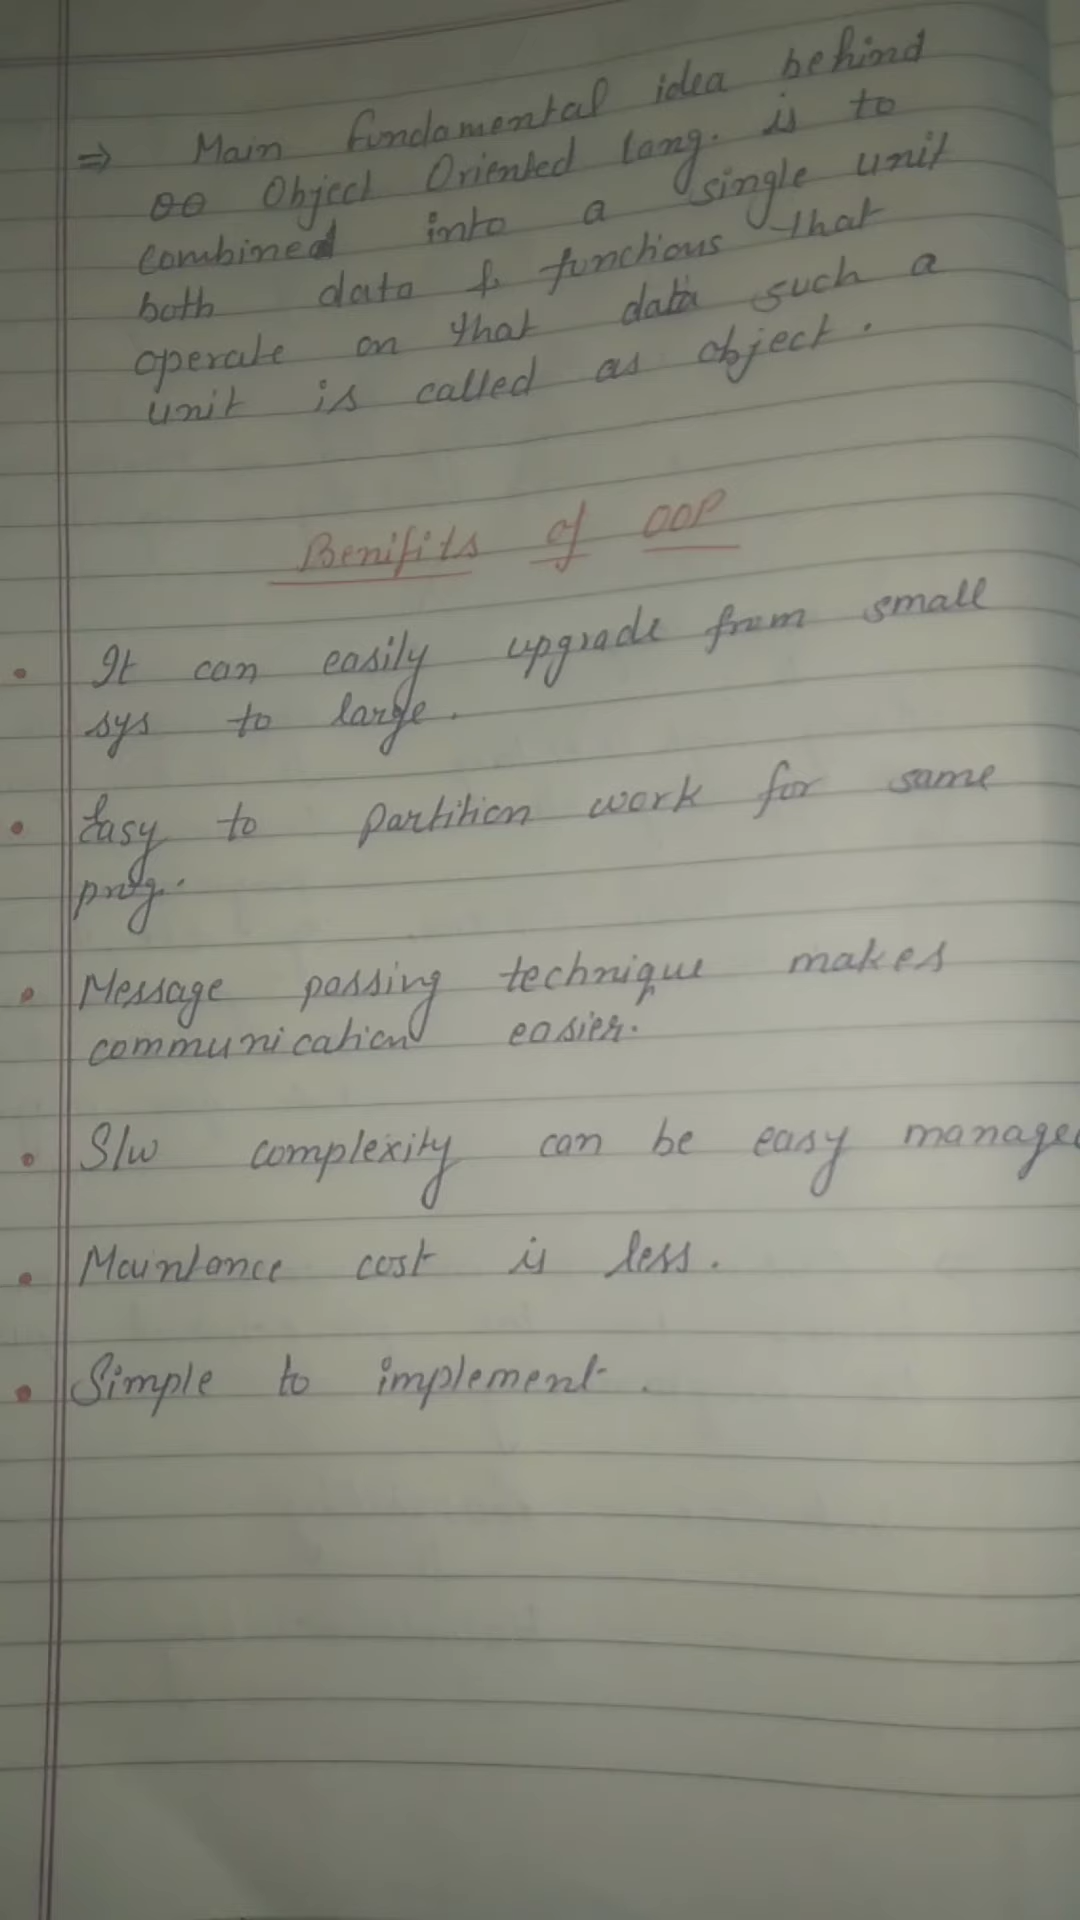 ⇒ Main fundamental idea behind
Object Oriented lang. is to
combined into a single unit
both data & functions that
operate on that data such a
unit is called as object.
Benifits of OOP
• It can easily upgrade from small
sys to large.
• Easy to partition work for same
prog.
• Message passing technique makes
communication easier.
• S/w complexity can be easy manage
• Maintance cost is less.
• Simple to implement.